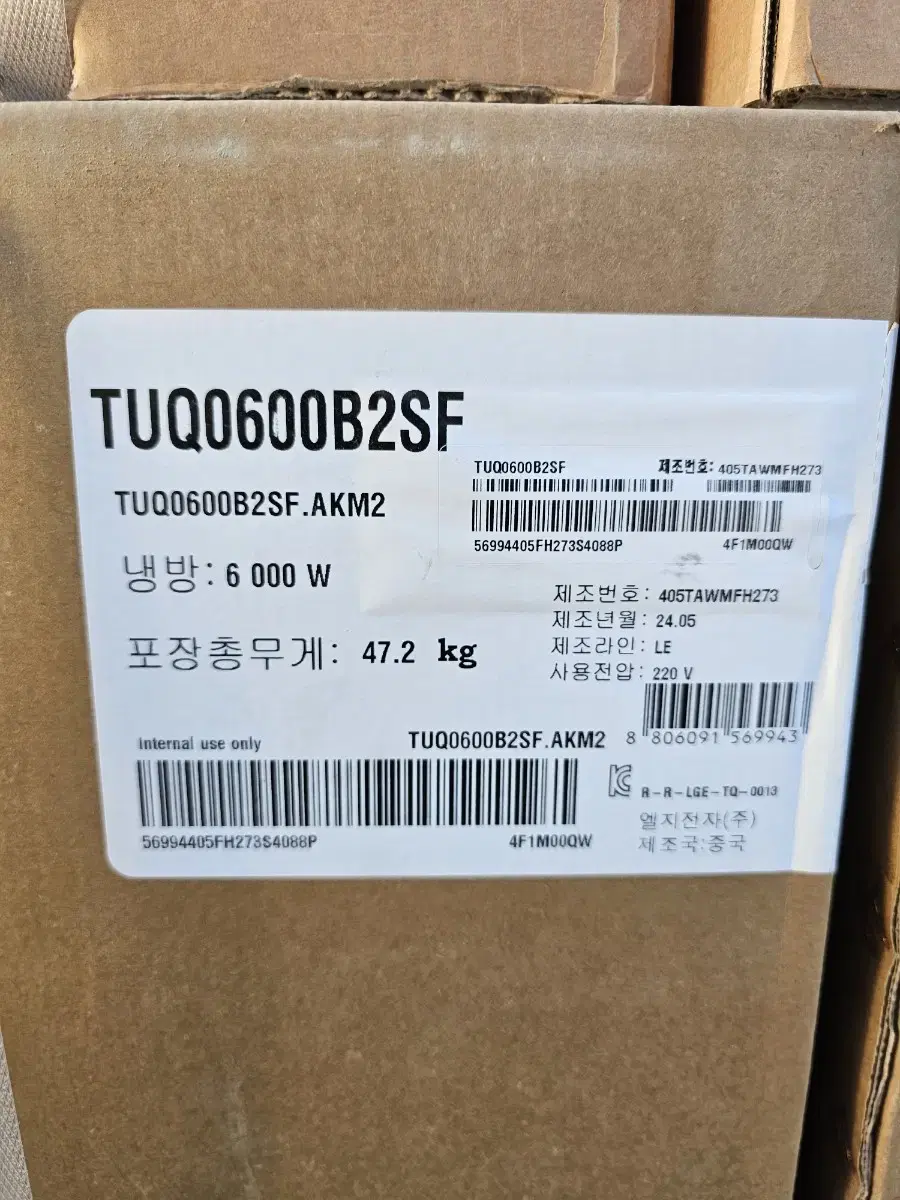 TUQ0600B2SF
TUQ0600B2SF.AKM2
냉방: 6 000 W
포장총무게: 47.2 kg
TUQ0600B2SF 제조번호: 405TAWMFH273
56994405FH273S4088P 4F1M00QW
제조번호: 405TAWMFH273
제조년월: 24.05
제조라인: LE
사용전압: 220 V
8 806091 569943
Internal use only TUQ0600B2SF.AKM2
56994405FH273S4088P 4F1M00QW
R-R-LGE-TQ-0013
엘지전자(주)
제조국:중국